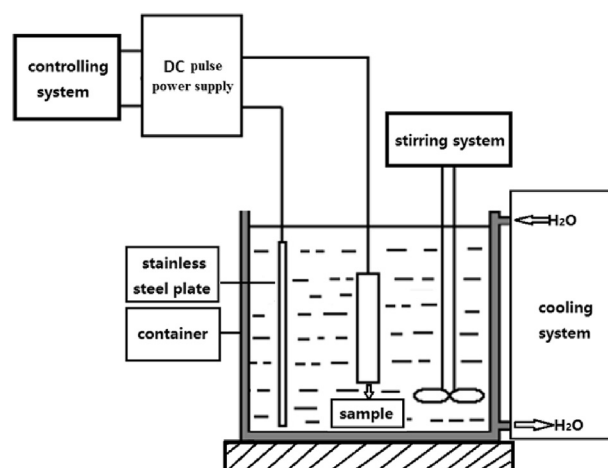 controlling
system
DC pulse
power supply
stirring system
H₂O
stainless
steel plate
container
cooling
system
sample
H₂O